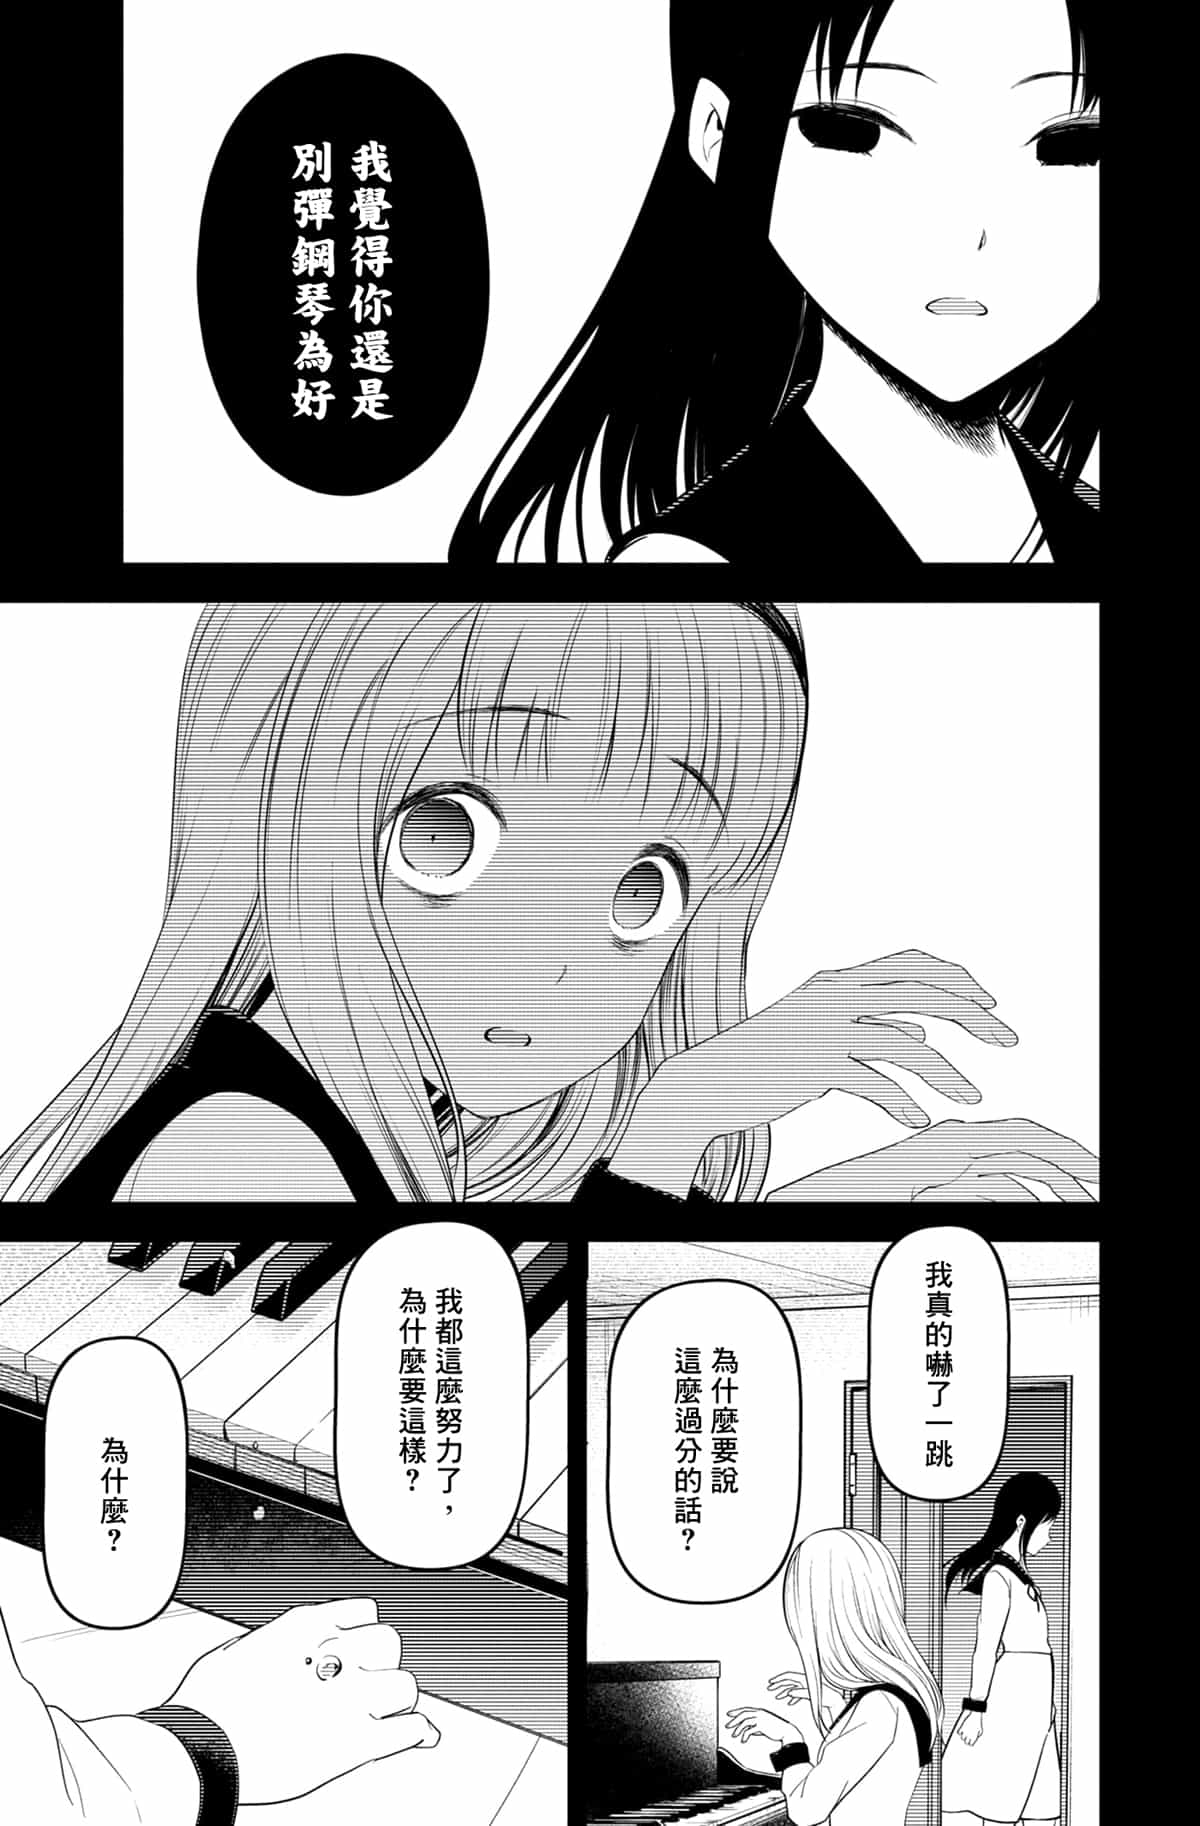 我覺得你還是
別彈鋼琴為好
我真的嚇了一跳
為什麼要說
這麼過分的話?
我都這麼努力了,
為什麼要這樣?
為什麼?